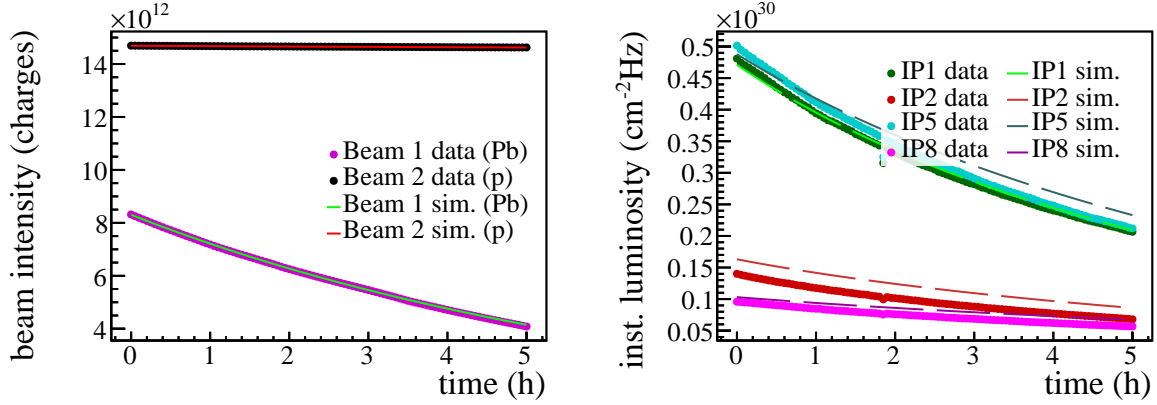 ×10¹²
beam intensity (charges)
14
12
10
8
6
4
Beam 1 data (Pb)
Beam 2 data (p)
Beam 1 sim. (Pb)
Beam 2 sim. (p)
0 1 2 3 4 5
time (h)
×10³⁰
inst. luminosity (cm⁻²Hz)
0.5
0.45
0.4
0.35
0.3
0.25
0.2
0.15
0.1
0.05
IP1 data IP1 sim.
IP2 data IP2 sim.
IP5 data IP5 sim.
IP8 data IP8 sim.
0 1 2 3 4 5
time (h)